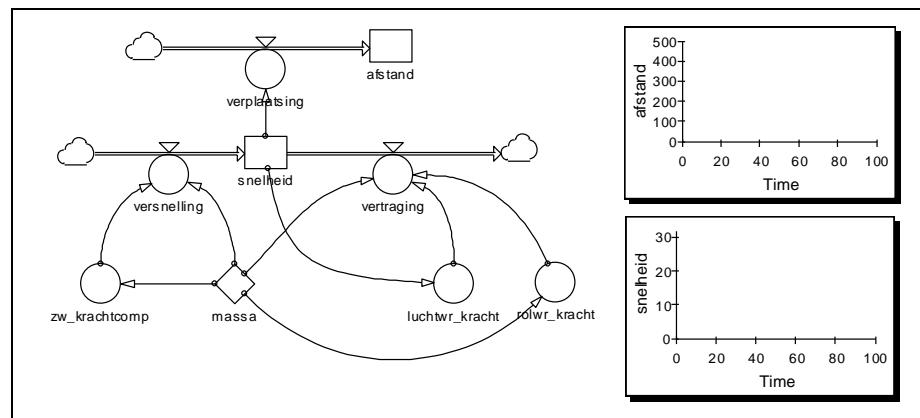 afstand
verplaatsing
snelheid
versnelling
vertraging
zw_krachtcomp
massa
luchtwr_kracht
rolwr_kracht
afstand
500
400
300
200
100
0
0 20 40 60 80 100
Time
snelheid
30
20
10
0
0 20 40 60 80 100
Time